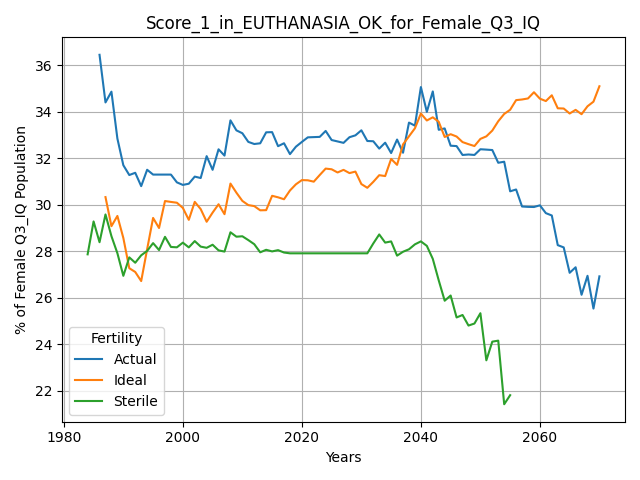 Score_1_in_EUTHANASIA_OK_for_Female_Q3_IQ
% of Female Q3_IQ Population
36
34
32
30
28
26
24
22
Fertility
Actual
Ideal
Sterile
1980 2000 2020 2040 2060
Years